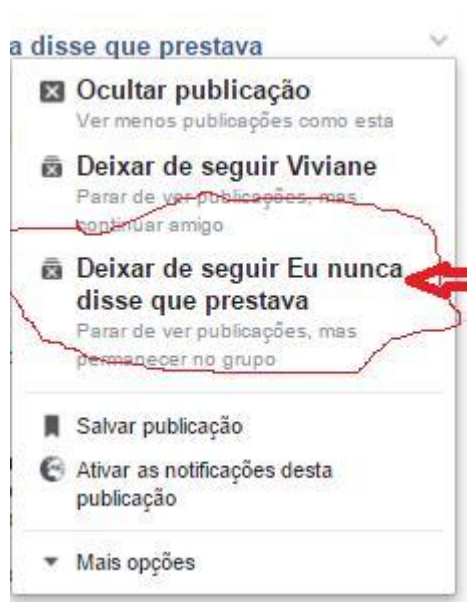 a disse que prestava
Ocultar publicação
Ver menos publicações como esta
Deixar de seguir Viviane
Parar de ver publicações, mas
continuar amigo
Deixar de seguir Eu nunca
disse que prestava
Parar de ver publicações, mas
permanecer no grupo
Salvar publicação
Ativar as notificações desta
publicação
Mais opções